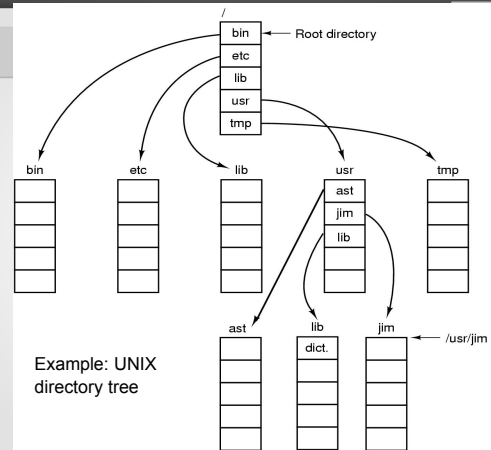 /
bin
Root directory
etc
lib
usr
tmp
bin etc lib usr tmp
ast
jim
lib
ast lib jim
dict.
/usr/jim
Example: UNIX
directory tree